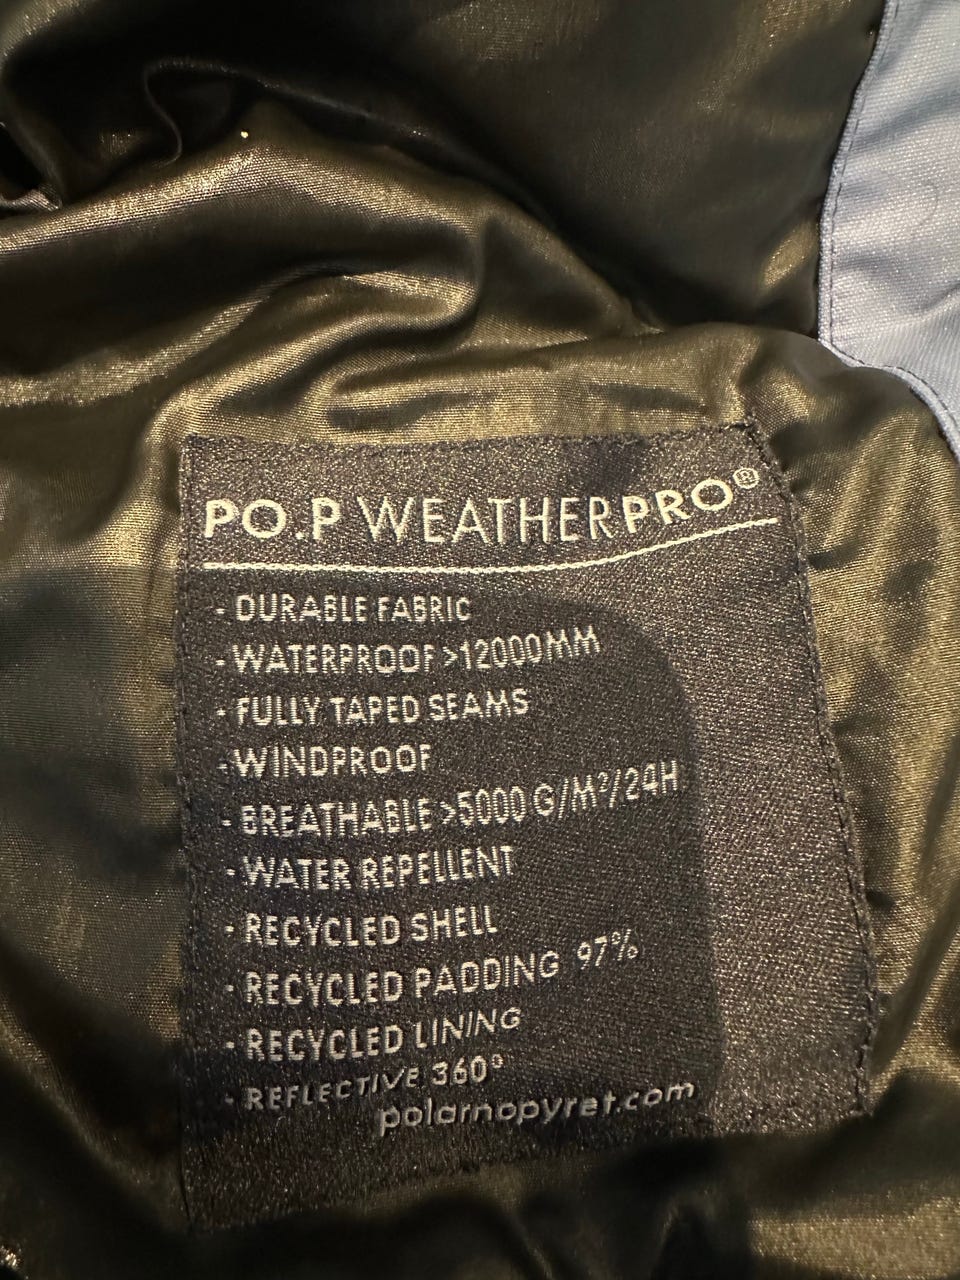 PO.P WEATHERPRO®
- DURABLE FABRIC
- WATERPROOF >12000MM
- FULLY TAPED SEAMS
- WINDPROOF
- BREATHABLE >5000 G/M²/24H
- WATER REPELLENT
- RECYCLED SHELL
- RECYCLED PADDING 97%
- RECYCLED LINING
- REFLECTIVE 360°
polarnopyret.com